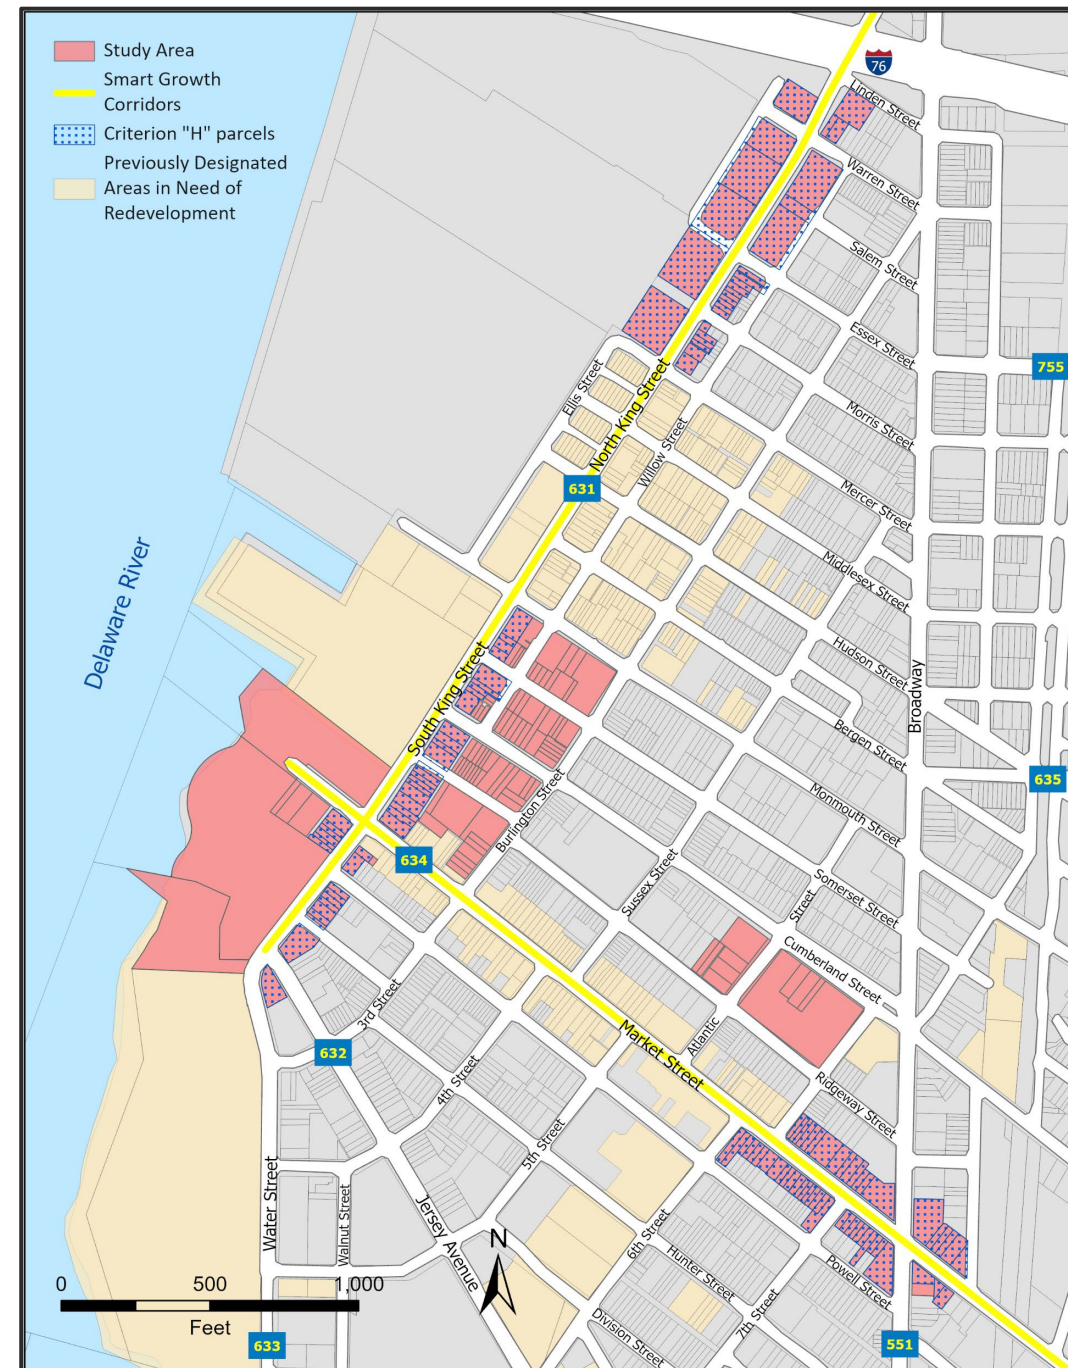 Study Area
Smart Growth
Corridors
Criterion "H" parcels
Previously Designated
Areas in Need of
Redevelopment
76
Linden Street
Warren Street
Salem Street
Essex Street
755
Ellis Street
North King Street
Willow Street
Morris Street
631
Mercer Street
Middlesex Street
Delaware River
Hudson Street
South King Street
Broadway
Bergen Street
635
Monmouth Street
Burlington Street
634
Sussex Street
Somerset Street
Street
Cumberland Street
3rd Street
Atlantic
Market Street
632
4th Street
Ridgeway Street
5th Street
Water Street
Walnut Street
Jersey Avenue
6th Street
Hunter Street
Powell Street
N
7th Street
Division Street
0 500 1,000
Feet
633
551